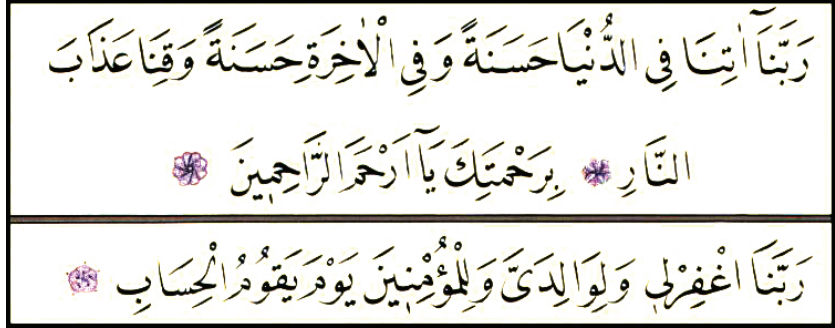 رَبَّنَٓا اٰتِنَا فِي الدُّنْيَا حَسَنَةً وَفِي الْاٰخِرَةِ حَسَنَةً وَقِنَا عَذَابَ
النَّارِ ❁ بِرَحْمَتِكَ يَٓا اَرْحَمَ الرَّاحِمٖينَ ❁
رَبَّنَا اغْفِرْلٖي وَلِوَالِدَيَّ وَلِلْمُؤْمِنٖينَ يَوْمَ يَقُومُ الْحِسَابِ ❁